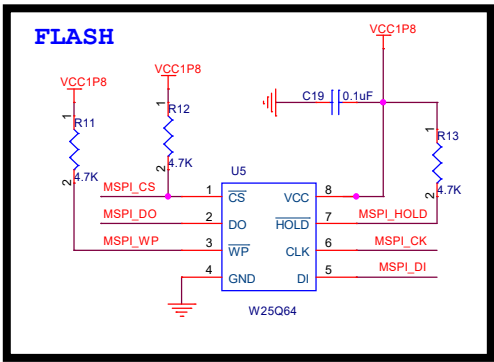 FLASH
VCC1P8
VCC1P8
VCC1P8
C19 0.1uF
1 R11 2 4.7K
1 R12 2 4.7K
1 R13 2 4.7K
U5
MSPI_CS 1 CS VCC 8
MSPI_DO 2 DO HOLD 7 MSPI_HOLD
MSPI_WP 3 WP CLK 6 MSPI_CK
4 GND DI 5 MSPI_DI
W25Q64